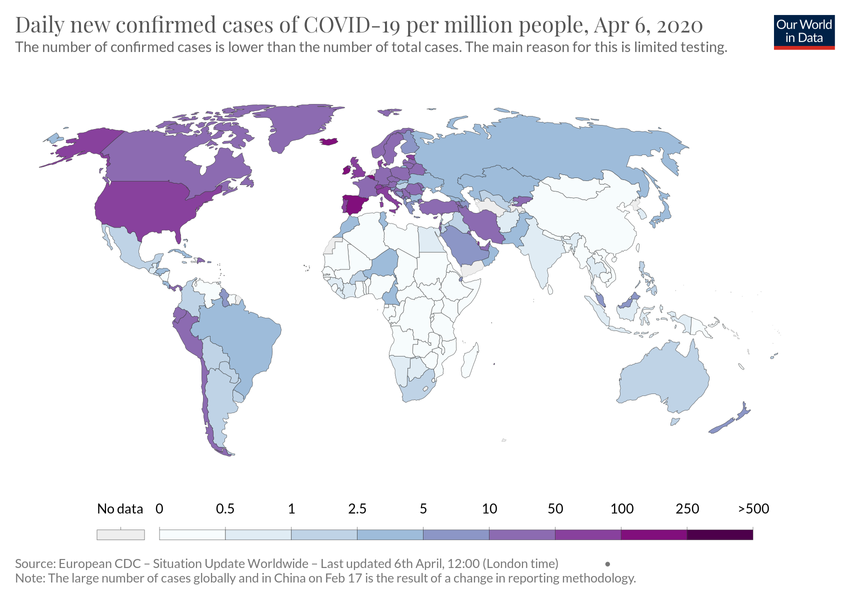 Daily new confirmed cases of COVID-19 per million people, Apr 6, 2020
The number of confirmed cases is lower than the number of total cases. The main reason for this is limited testing.
Our World
in Data
No data 0 0.5 1 2.5 5 10 50 100 250 >500
Source: European CDC – Situation Update Worldwide – Last updated 6th April, 12:00 (London time)
Note: The large number of cases globally and in China on Feb 17 is the result of a change in reporting methodology.